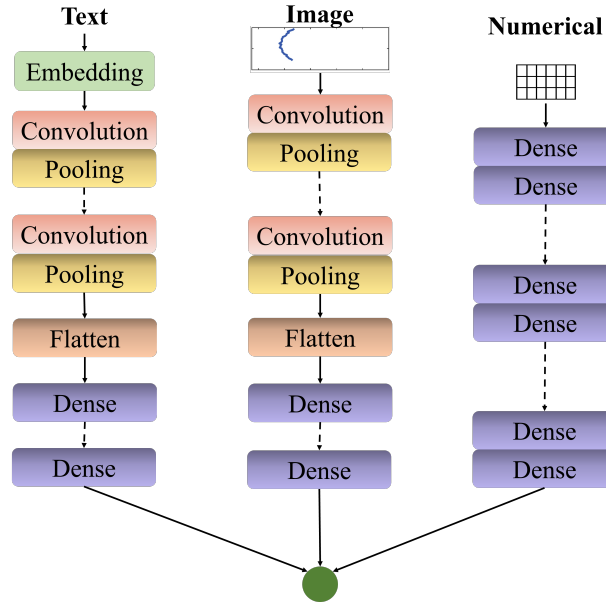 Text
Embedding
Convolution
Pooling
Convolution
Pooling
Flatten
Dense
Dense
Image
Convolution
Pooling
Convolution
Pooling
Flatten
Dense
Dense
Numerical
Dense
Dense
Dense
Dense
Dense
Dense